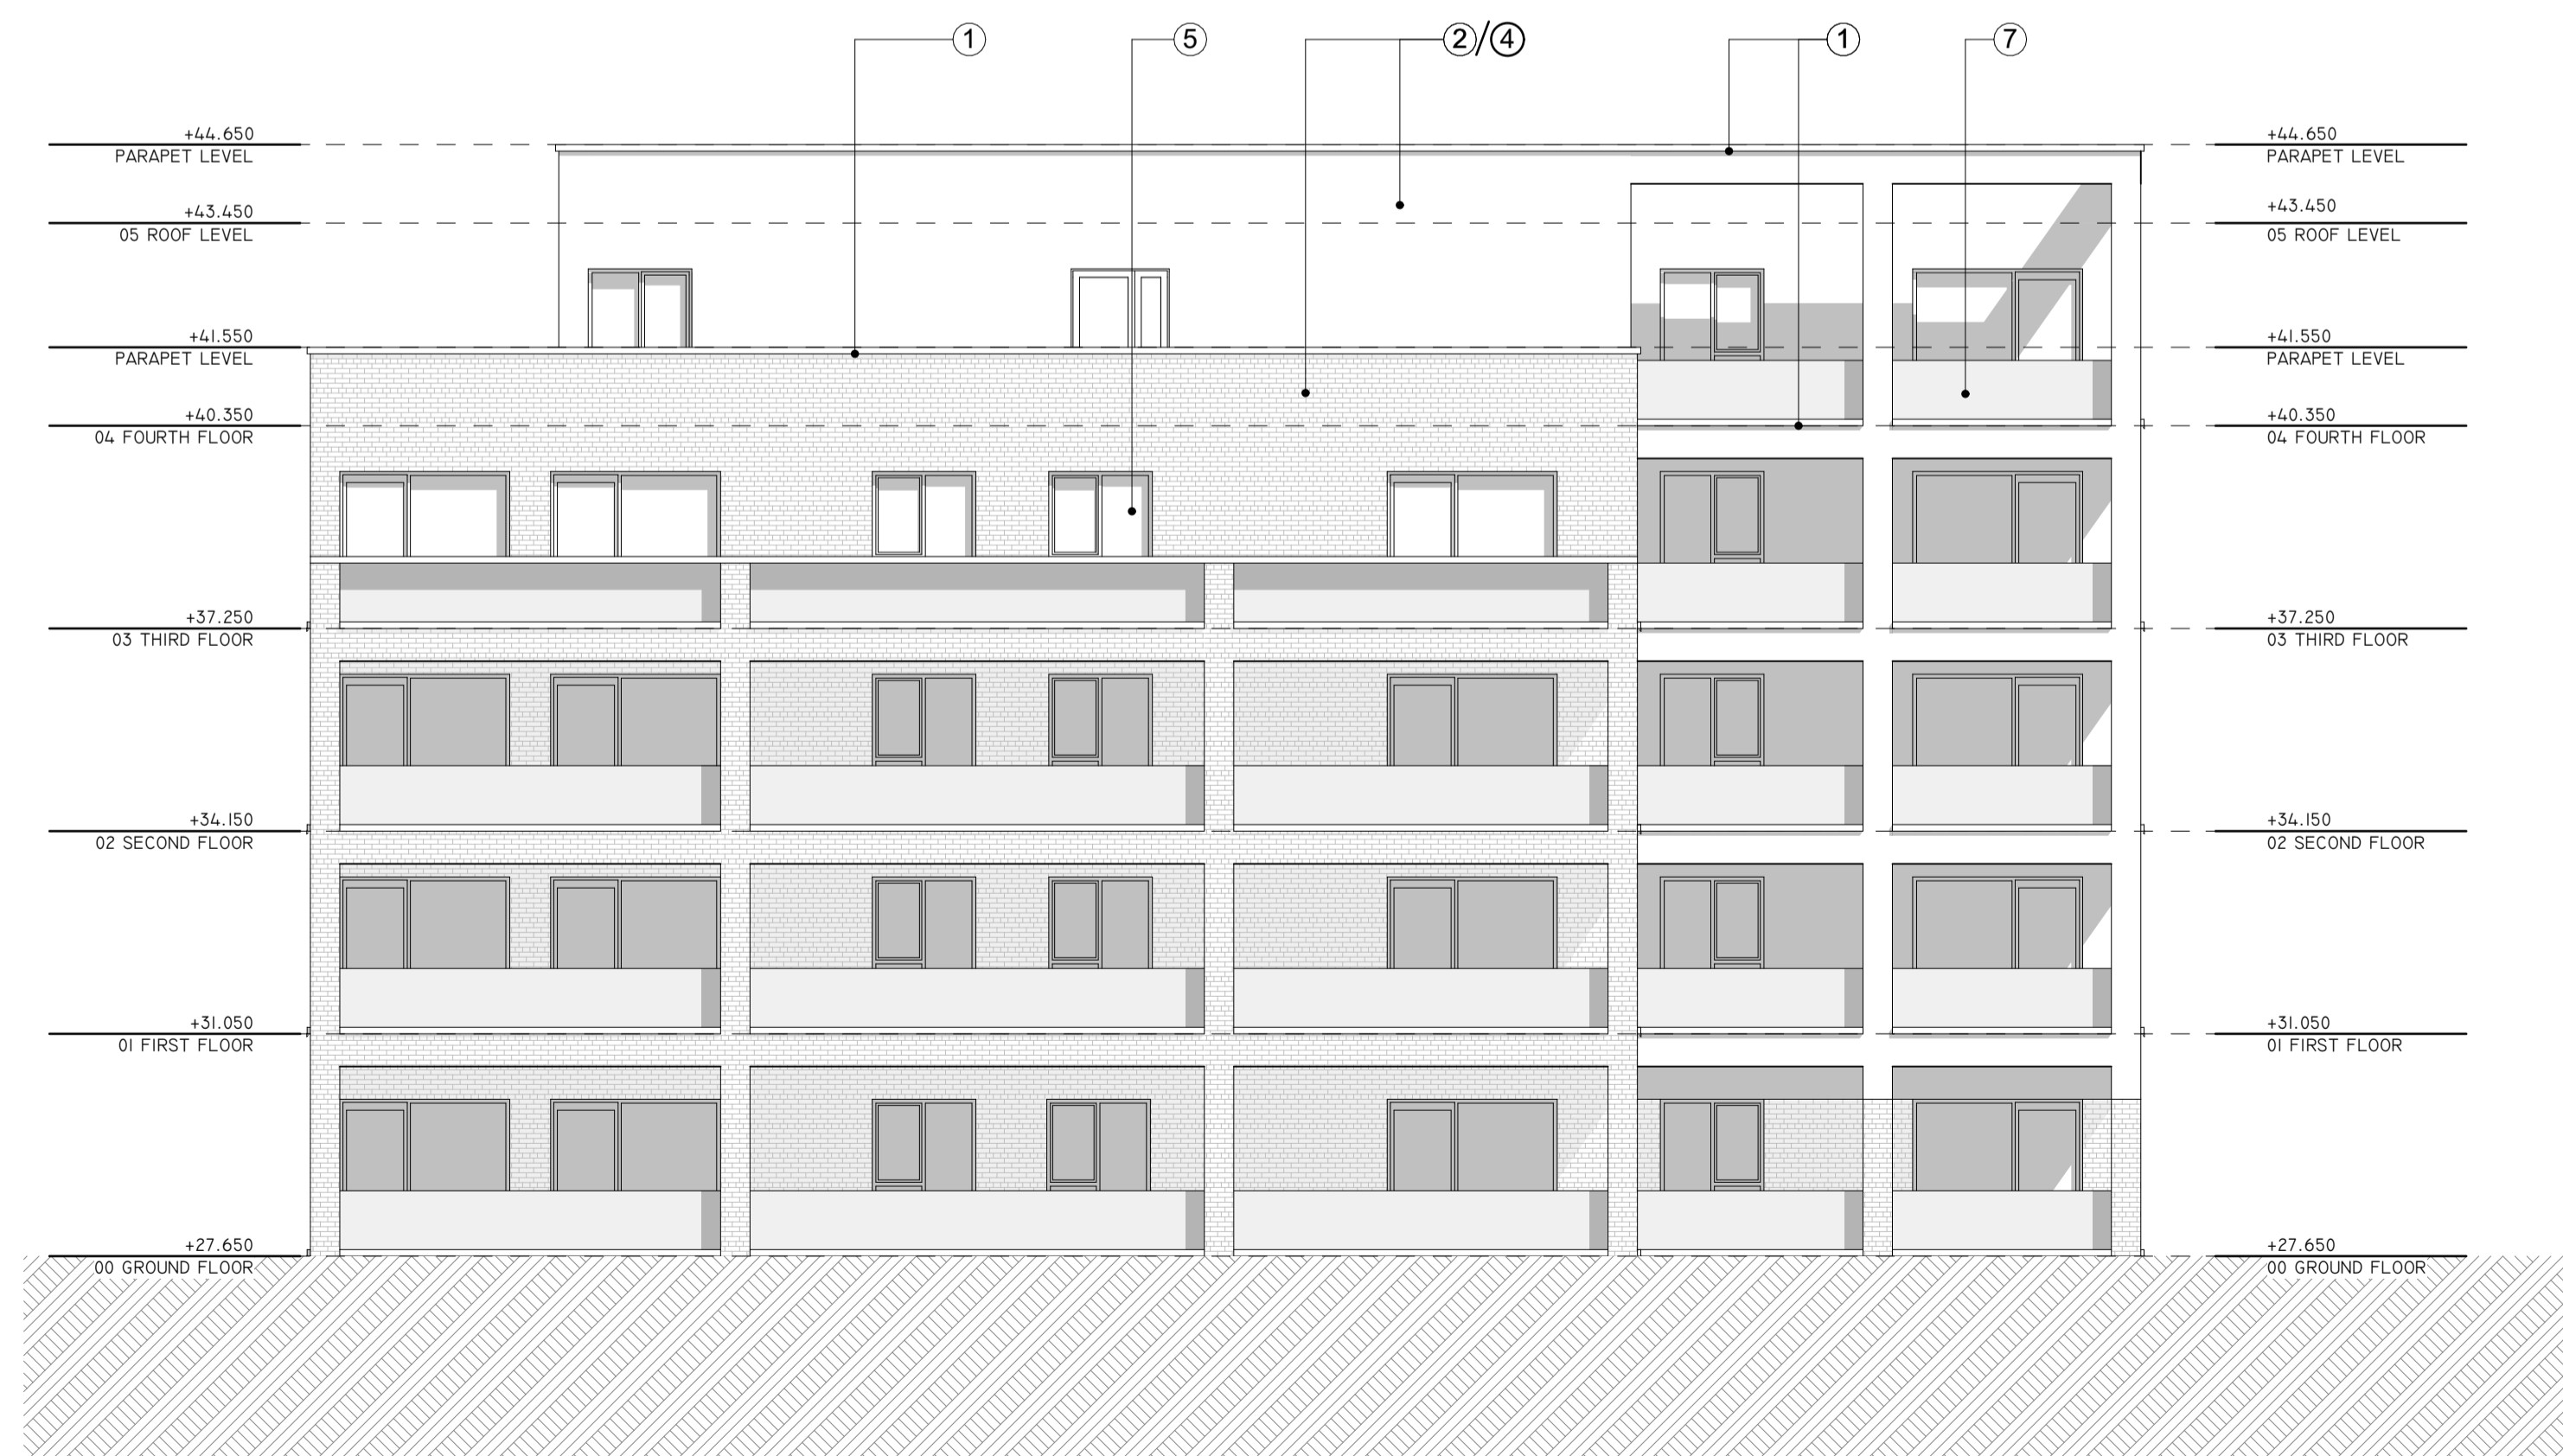 1 5 2/4 1 7
+44.650
PARAPET LEVEL
+43.450
05 ROOF LEVEL
+41.550
PARAPET LEVEL
+40.350
04 FOURTH FLOOR
+37.250
03 THIRD FLOOR
+34.150
02 SECOND FLOOR
+31.050
01 FIRST FLOOR
+27.650
00 GROUND FLOOR
+44.650
PARAPET LEVEL
+43.450
05 ROOF LEVEL
+41.550
PARAPET LEVEL
+40.350
04 FOURTH FLOOR
+37.250
03 THIRD FLOOR
+34.150
02 SECOND FLOOR
+31.050
01 FIRST FLOOR
+27.650
00 GROUND FLOOR